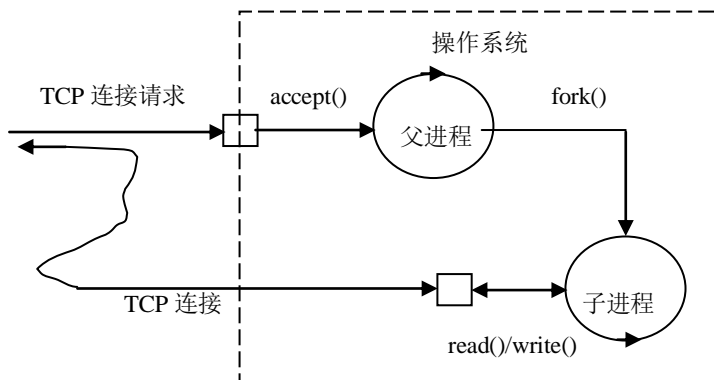 操作系统
TCP 连接请求
accept()
fork()
父进程
TCP 连接
子进程
read()/write()